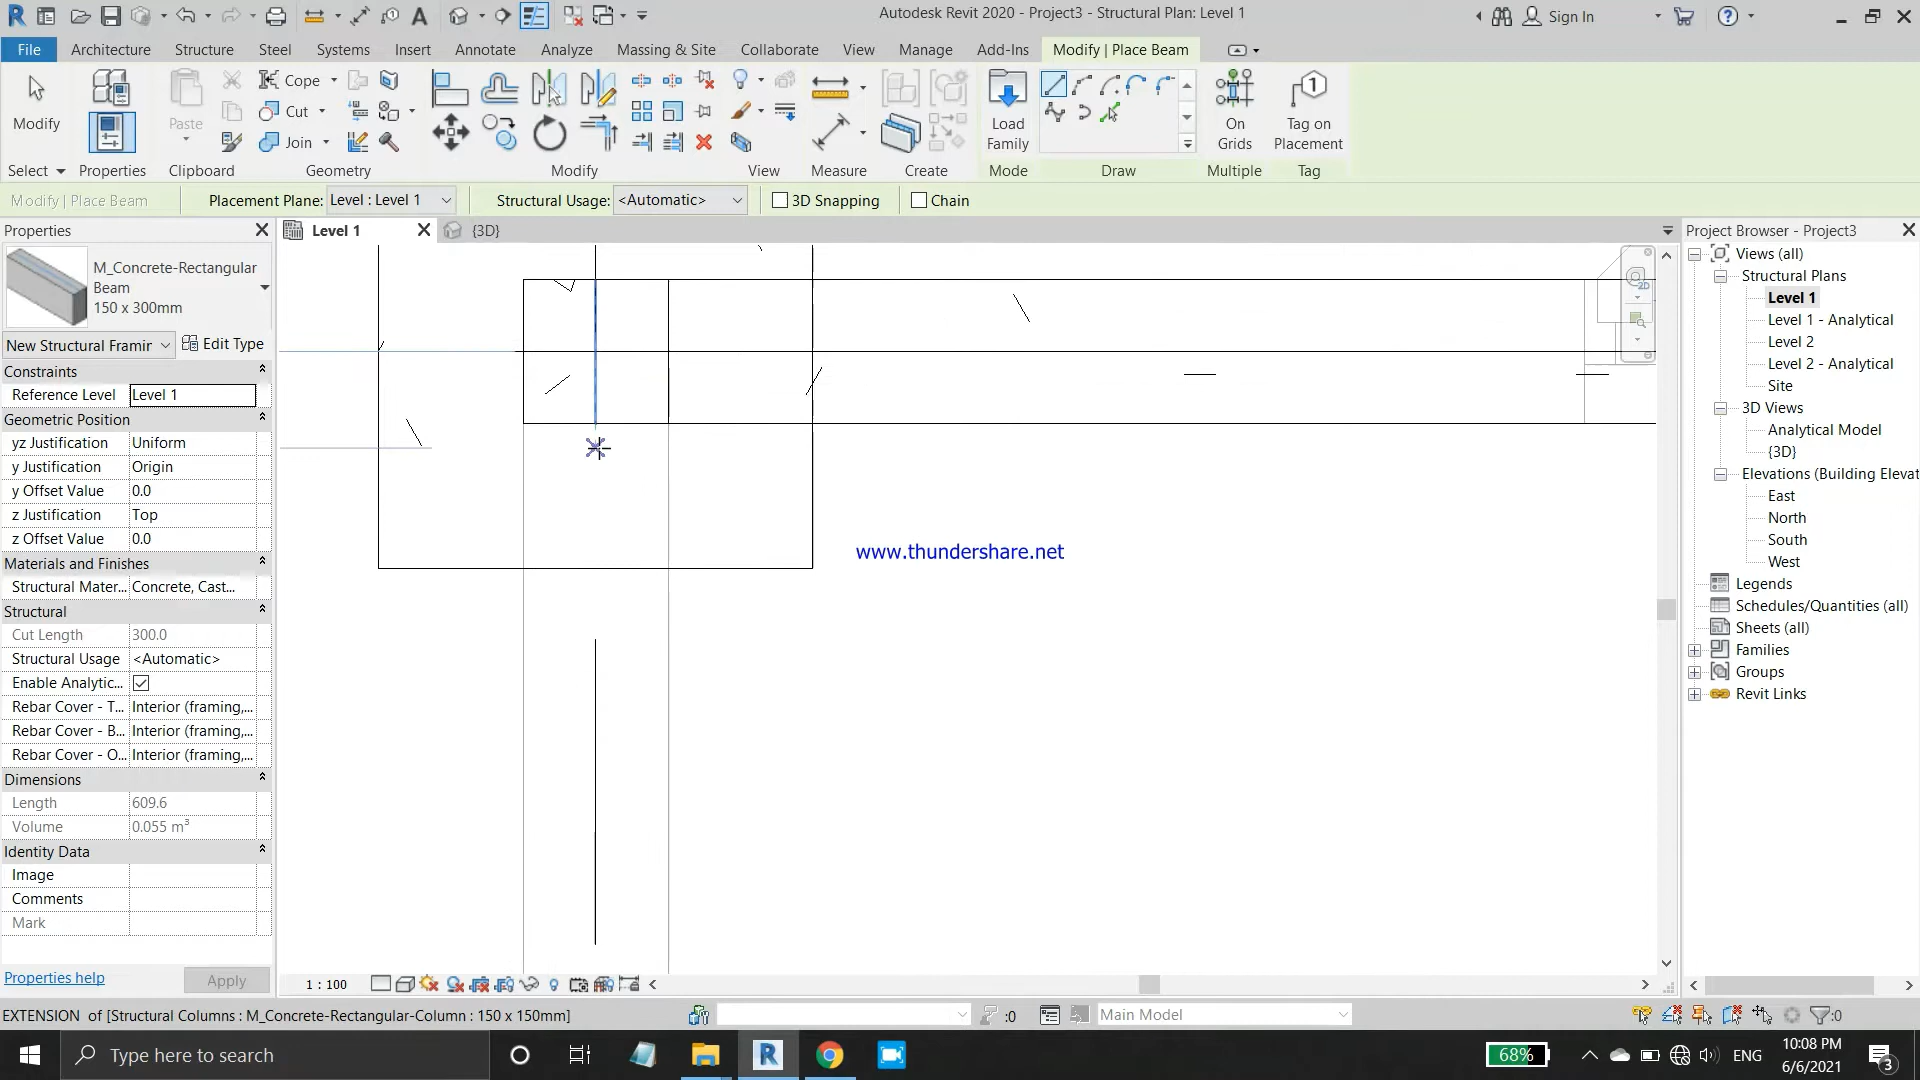 Autodesk Revit 2020 - Project3 - Structural Plan: Level 1
Sign In
File Architecture Structure Steel Systems Insert Annotate Analyze Massing & Site Collaborate View Manage Add-Ins Modify | Place Beam
Modify
Paste
Cope
Cut
Join
Load Family
On Grids
Tag on Placement
Select Properties Clipboard Geometry Modify View Measure Create Mode Draw Multiple Tag
Modify | Place Beam Placement Plane: Level : Level 1 Structural Usage: <Automatic> 3D Snapping Chain
Properties
M_Concrete-Rectangular
Beam
150 x 300mm
New Structural Framir Edit Type
Constraints
Reference Level Level 1
Geometric Position
yz Justification Uniform
y Justification Origin
y Offset Value 0.0
z Justification Top
z Offset Value 0.0
Materials and Finishes
Structural Mater... Concrete, Cast...
Structural
Cut Length 300.0
Structural Usage <Automatic>
Enable Analytic...
Rebar Cover - T... Interior (framing,...
Rebar Cover - B... Interior (framing,...
Rebar Cover - O... Interior (framing,...
Dimensions
Length 609.6
Volume 0.055 m³
Identity Data
Image
Comments
Mark
Properties help Apply
Level 1 {3D}
www.thundershare.net
1 : 100
Project Browser - Project3
Views (all)
Structural Plans
Level 1
Level 1 - Analytical
Level 2
Level 2 - Analytical
Site
3D Views
Analytical Model
{3D}
Elevations (Building Elevat
East
North
South
West
Legends
Schedules/Quantities (all)
Sheets (all)
Families
Groups
Revit Links
EXTENSION of [Structural Columns : M_Concrete-Rectangular-Column : 150 x 150mm] :0 Main Model :0
Type here to search
68%
ENG
10:08 PM
6/6/2021
3